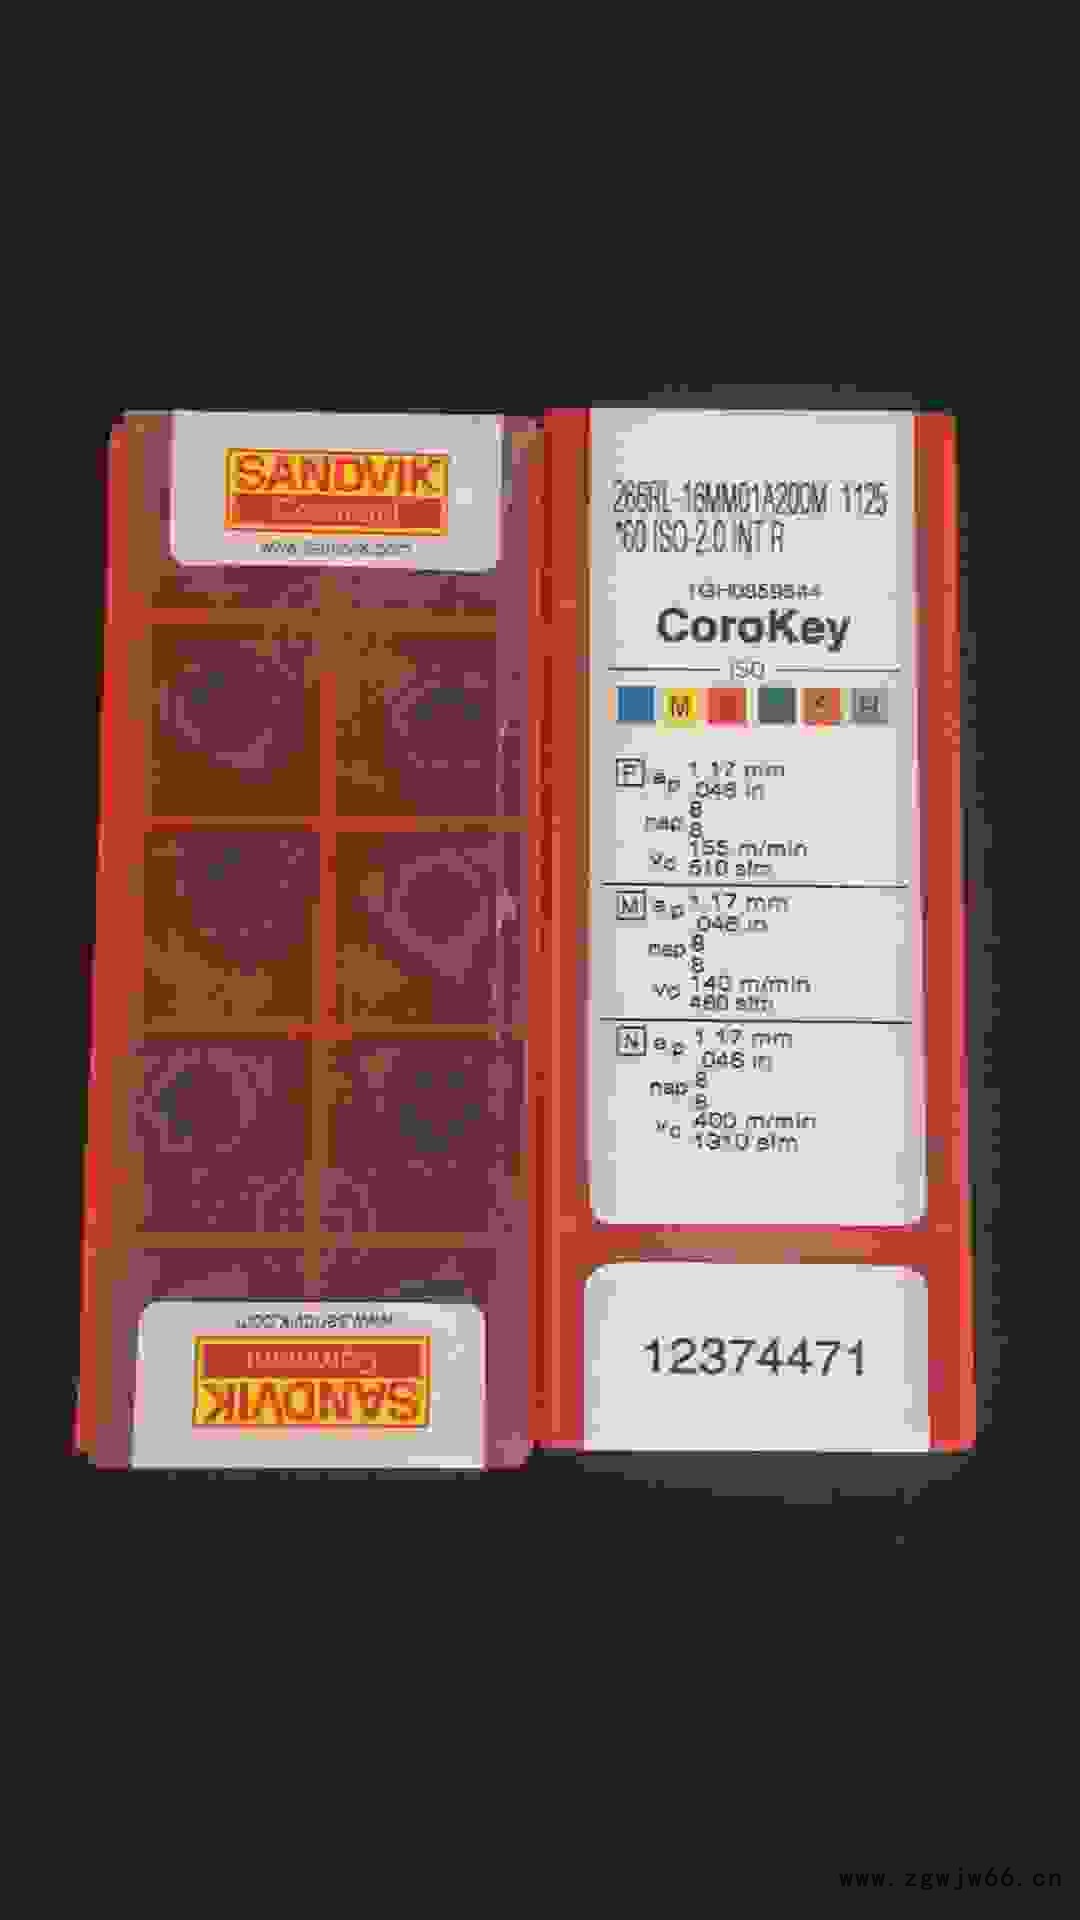 SANDVIK
Coromant
www.sandvik.com
www.sandvik.com
Coromant
SANDVIK
266RL-16MM01A200M 1125
*60 ISO-2.0 INT R
CoroKey
ISO
M
P ap 1.17 mm
.046 in
nap 8
8
vc 155 m/min
510 sfm
M ap 1.17 mm
.046 in
nap 8
8
vc 140 m/min
460 sfm
N ap 1.17 mm
.046 in
nap 8
8
vc 400 m/min
1310 sfm
12374471
www.zgwjw66.cn